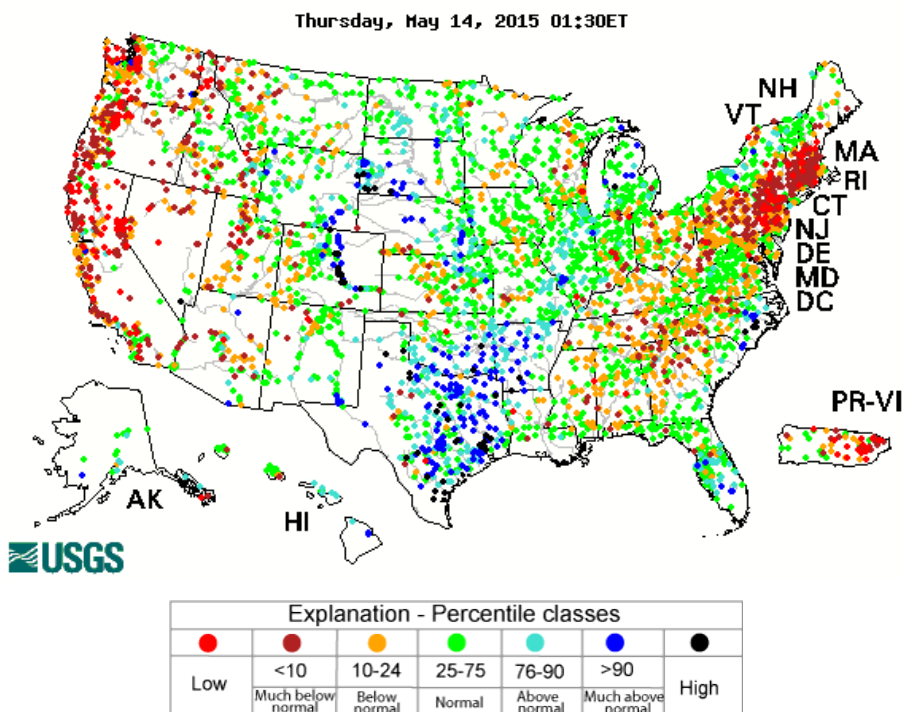 Thursday, May 14, 2015 01:30ET
NH
VT
MA
RI
CT
NJ
DE
MD
DC
PR-VI
AK
HI
USGS
Explanation - Percentile classes
Low
<10
10-24
25-75
76-90
>90
High
Much below
normal
Below
normal
Normal
Above
normal
Much above
normal